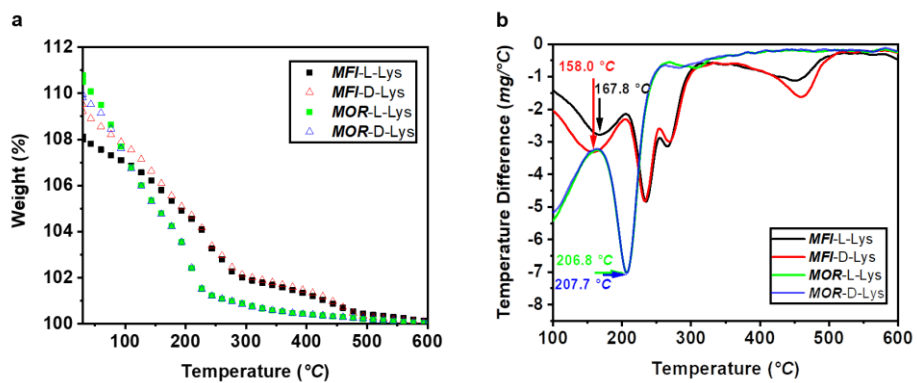 a
112
110
108
106
104
102
100
Weight (%)
0
100
200
300
400
500
600
Temperature (°C)
MFI-L-Lys
MFI-D-Lys
MOR-L-Lys
MOR-D-Lys
b
0
-1
-2
-3
-4
-5
-6
-7
-8
Temperature Difference (mg/°C)
158.0 °C
167.8 °C
206.8 °C
207.7 °C
100
200
300
400
500
600
Temperature (°C)
MFI-L-Lys
MFI-D-Lys
MOR-L-Lys
MOR-D-Lys